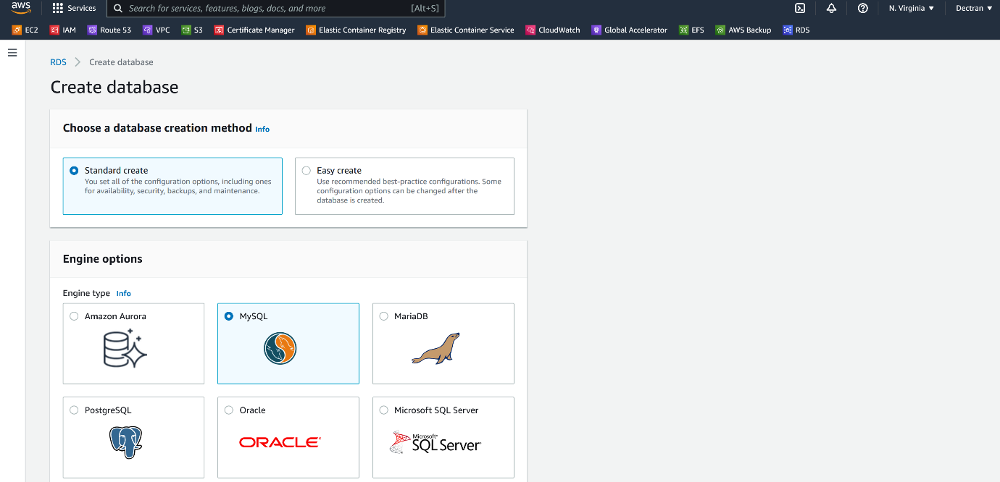 aws
Services
Search for services, features, blogs, docs, and more
[Alt+S]
N. Virginia
Dectran
EC2
IAM
Route 53
VPC
S3
Certificate Manager
Elastic Container Registry
Elastic Container Service
CloudWatch
Global Accelerator
EFS
AWS Backup
RDS
RDS
Create database
Create database
Choose a database creation method Info
Standard create
You set all of the configuration options, including ones
for availability, security, backups, and maintenance.
Easy create
Use recommended best-practice configurations. Some
configuration options can be changed after the
database is created.
Engine options
Engine type Info
Amazon Aurora
MySQL
MariaDB
PostgreSQL
Oracle
ORACLE
Microsoft SQL Server
Microsoft
SQL Server